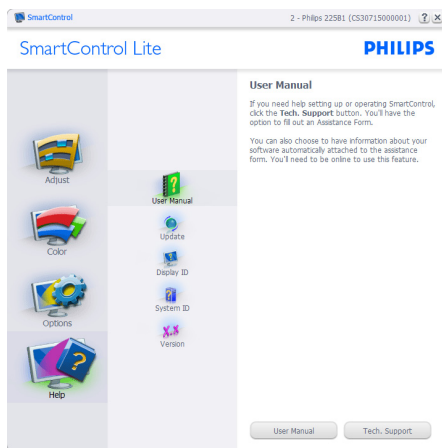 SmartControl
2 - Philips 225B1 (CS30715000001)
SmartControl Lite
PHILIPS
Adjust
Color
Options
Help
User Manual
Update
Display ID
System ID
X.X
Version
User Manual
If you need help setting up or operating SmartControl,
click the Tech. Support button. You'll have the
option to fill out an Assistance Form.
You can also choose to have information about your
software automatically attached to the assistance
form. You'll need to be online to use this feature.
User Manual
Tech. Support